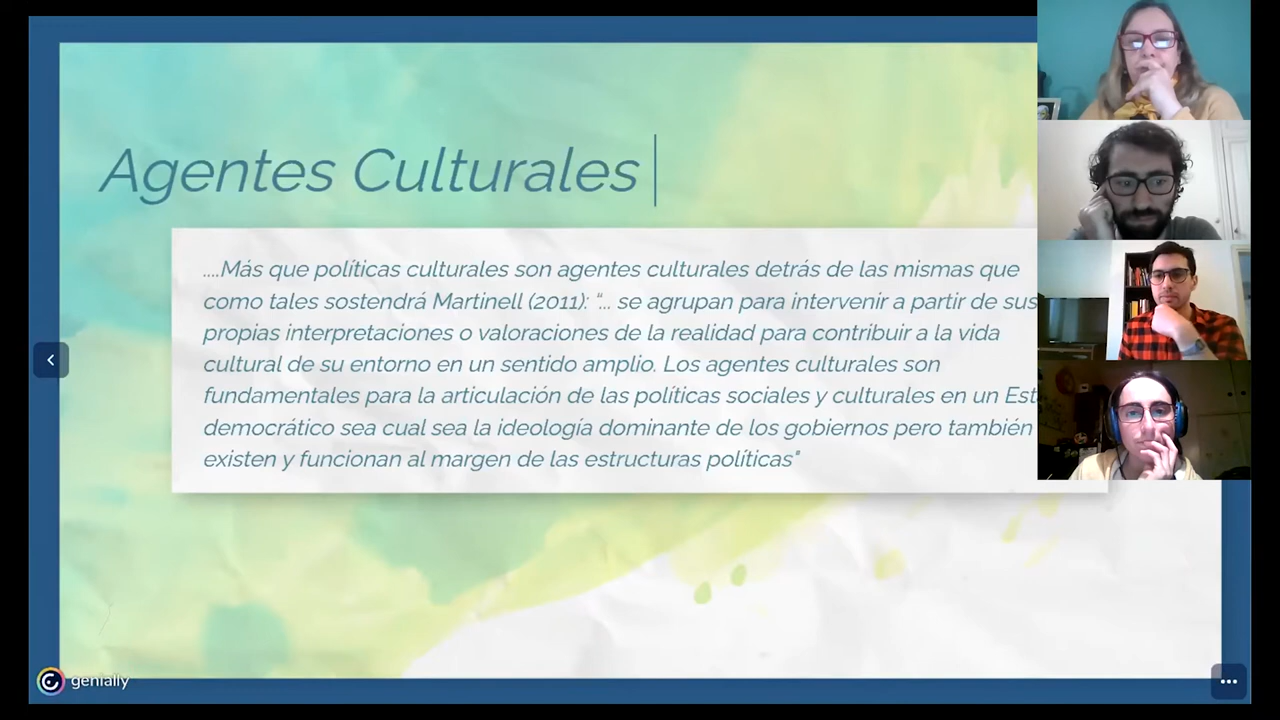 Agentes Culturales
....Más que políticas culturales son agentes culturales detrás de las mismas que
como tales sostendrá Martinell (2011): “... se agrupan para intervenir a partir de sus
propias interpretaciones o valoraciones de la realidad para contribuir a la vida
cultural de su entorno en un sentido amplio. Los agentes culturales son
fundamentales para la articulación de las políticas sociales y culturales en un
democrático sea cual sea la ideología dominante de los gobiernos pero también
existen y funcionan al margen de las estructuras políticas"
genially